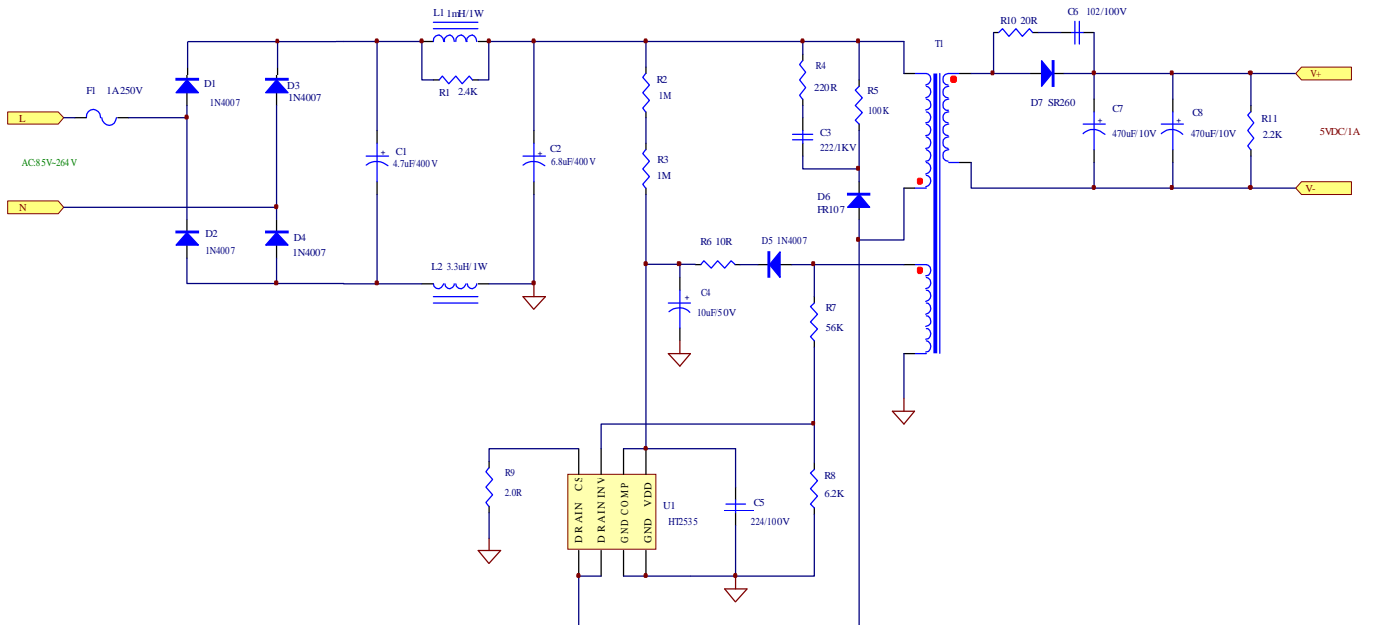 L1 1mH/1W
R1 2.4K
F1 1A250V
L
AC:85V~264V
N
D1
1N4007
D3
1N4007
D2
1N4007
D4
1N4007
C1
4.7uF/400V
C2
6.8uF/400V
L2 3.3uH/1W
R2
1M
R3
1M
R4
220R
C3
222/1KV
R5
100K
D6
FR107
T1
R10 20R
C6 102/100V
D7 SR260
C7
470uF/10V
C8
470uF/10V
R11
2.2K
V+
5VDC/1A
V-
R6 10R
D5 1N4007
C4
10uF/50V
R7
56K
R8
6.2K
R9
2.0R
DRAIN CS
DRAIN INV
GND COMP
GND VDD
U1
HT2535
C5
224/100V